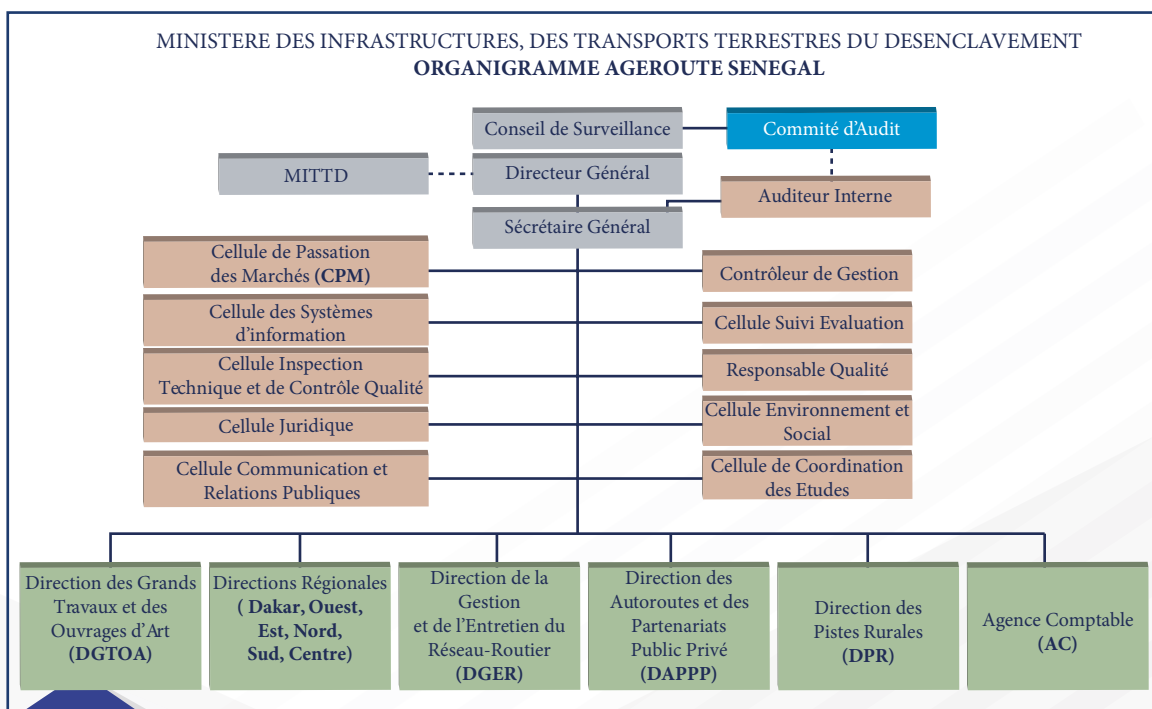 MINISTERE DES INFRASTRUCTURES, DES TRANSPORTS TERRESTRES DU DESENCLAVEMENT
ORGANIGRAMME AGEROUTE SENEGAL
Conseil de Surveillance
Commité d'Audit
MITTD
Directeur Général
Auditeur Interne
Sécrétaire Général
Cellule de Passation
des Marchés (CPM)
Contrôleur de Gestion
Cellule des Systèmes
d'information
Cellule Suivi Evaluation
Cellule Inspection
Technique et de Contrôle Qualité
Responsable Qualité
Cellule Juridique
Cellule Environnement et
Social
Cellule Communication et
Relations Publiques
Cellule de Coordination
des Etudes
Direction des Grands
Travaux et des
Ouvrages d'Art
(DGTOA)
Directions Régionales
( Dakar, Ouest,
Est, Nord,
Sud, Centre)
Direction de la
Gestion
et de l'Entretien du
Réseau-Routier
(DGER)
Direction des
Autoroutes et des
Partenariats
Public Privé
(DAPPP)
Direction des
Pistes Rurales
(DPR)
Agence Comptable
(AC)